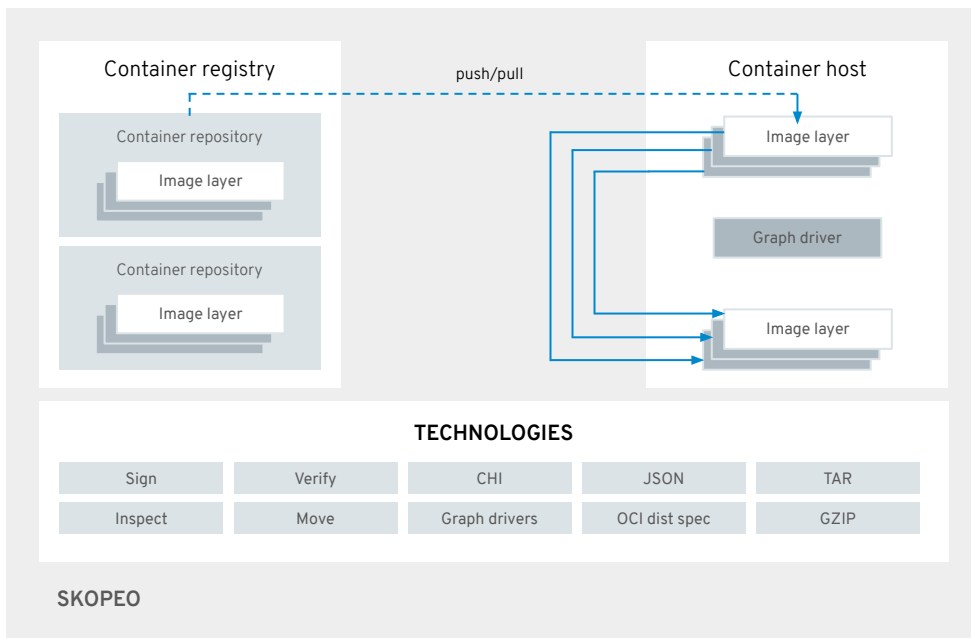 Container registry
push/pull
Container host
Container repository
Image layer
Container repository
Image layer
Image layer
Graph driver
Image layer
TECHNOLOGIES
Sign
Verify
CHI
JSON
TAR
Inspect
Move
Graph drivers
OCI dist spec
GZIP
SKOPEO